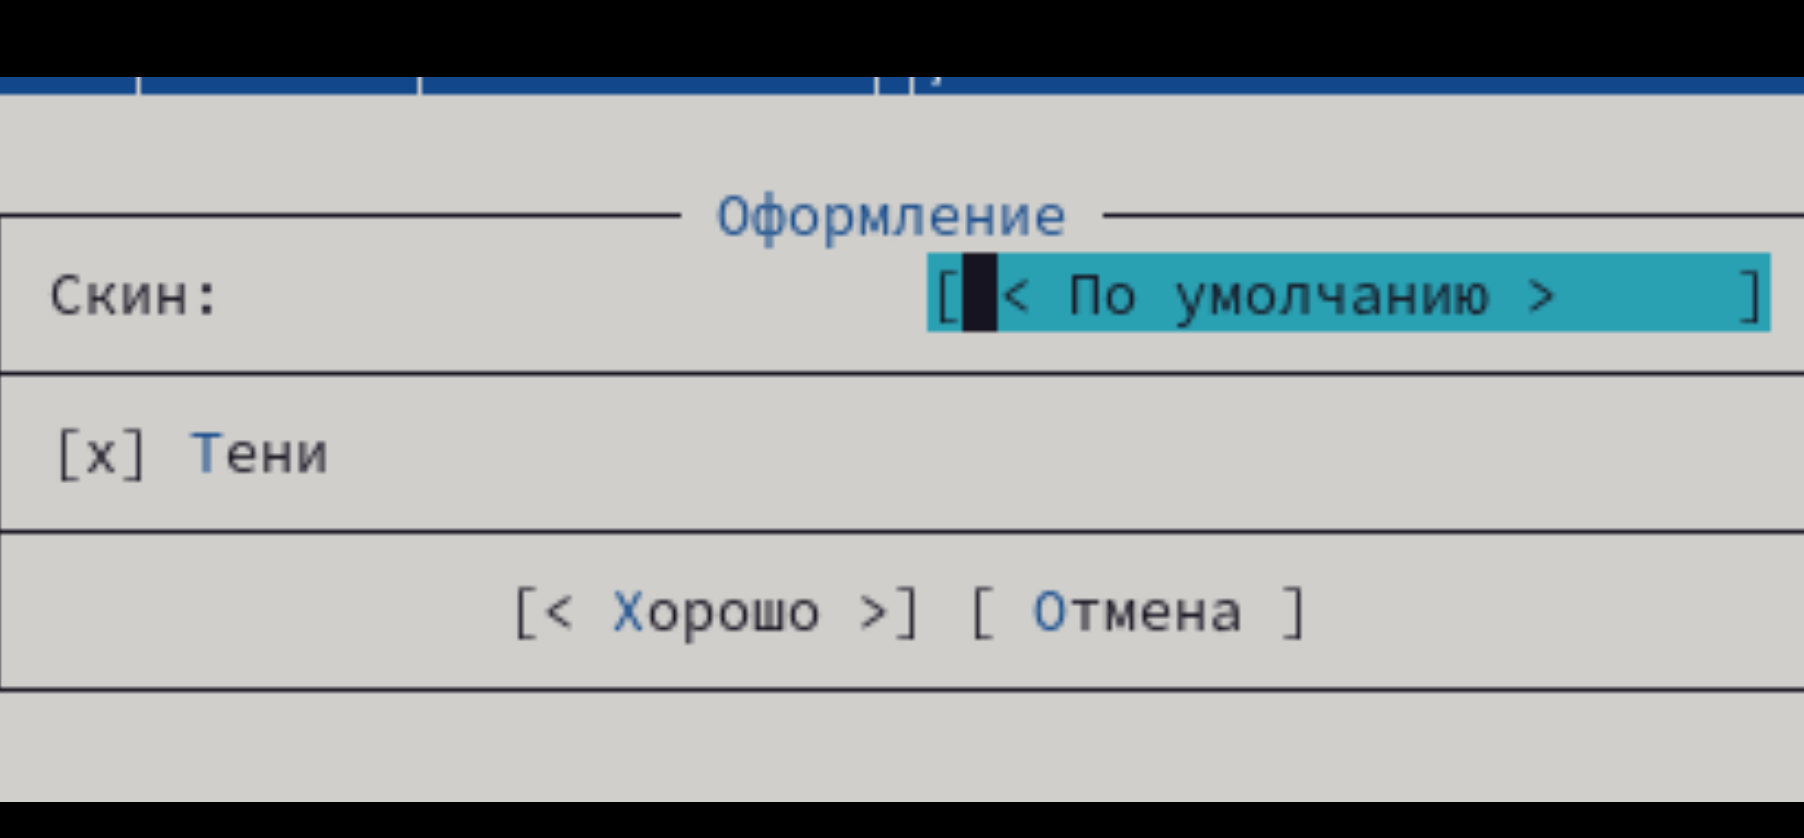 Оформление
Скин: [ < По умолчанию > ]
[x] Тени
[< Хорошо >] [ Отмена ]